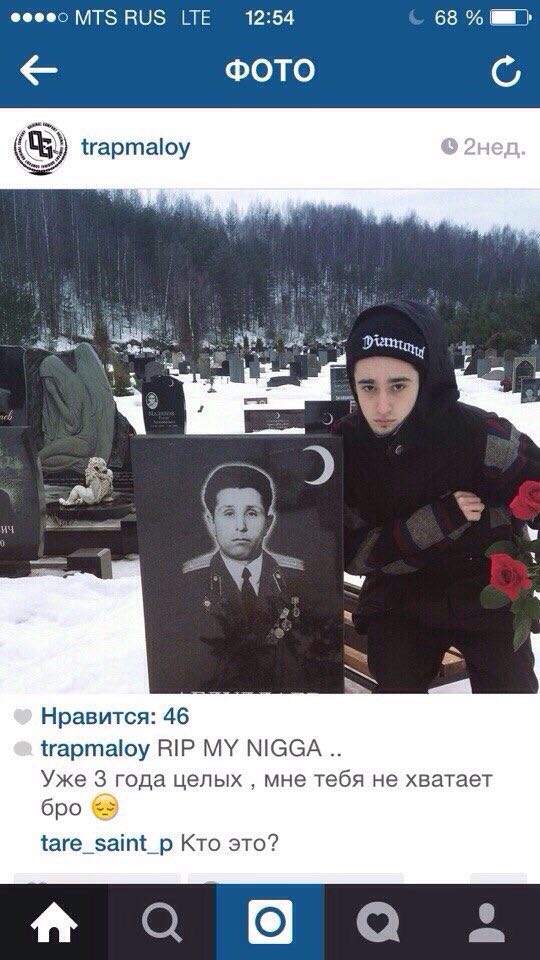 MTS RUS LTE 12:54 68 %
ФОТО
OG
trapmaloy 2нед.
Diamond
Нравится: 46
trapmaloy RIP MY NIGGA ..
Уже 3 года целых , мне тебя не хватает
бро 😔
tare_saint_p Кто это?